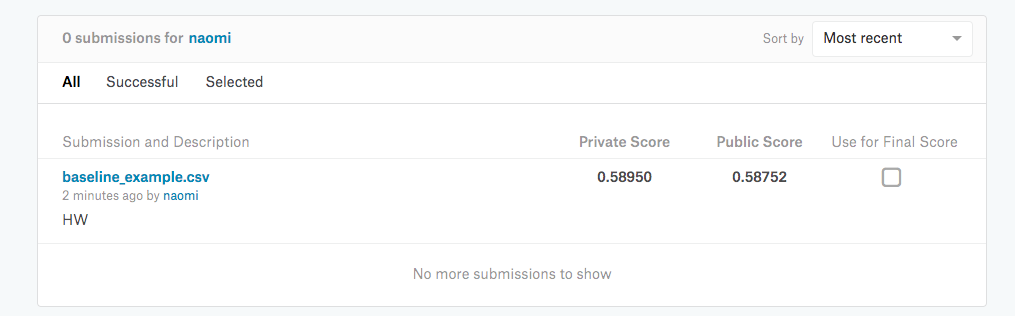 0 submissions for naomi Sort by Most recent
All Successful Selected
Submission and Description Private Score Public Score Use for Final Score
baseline_example.csv 0.58950 0.58752
2 minutes ago by naomi
HW
No more submissions to show